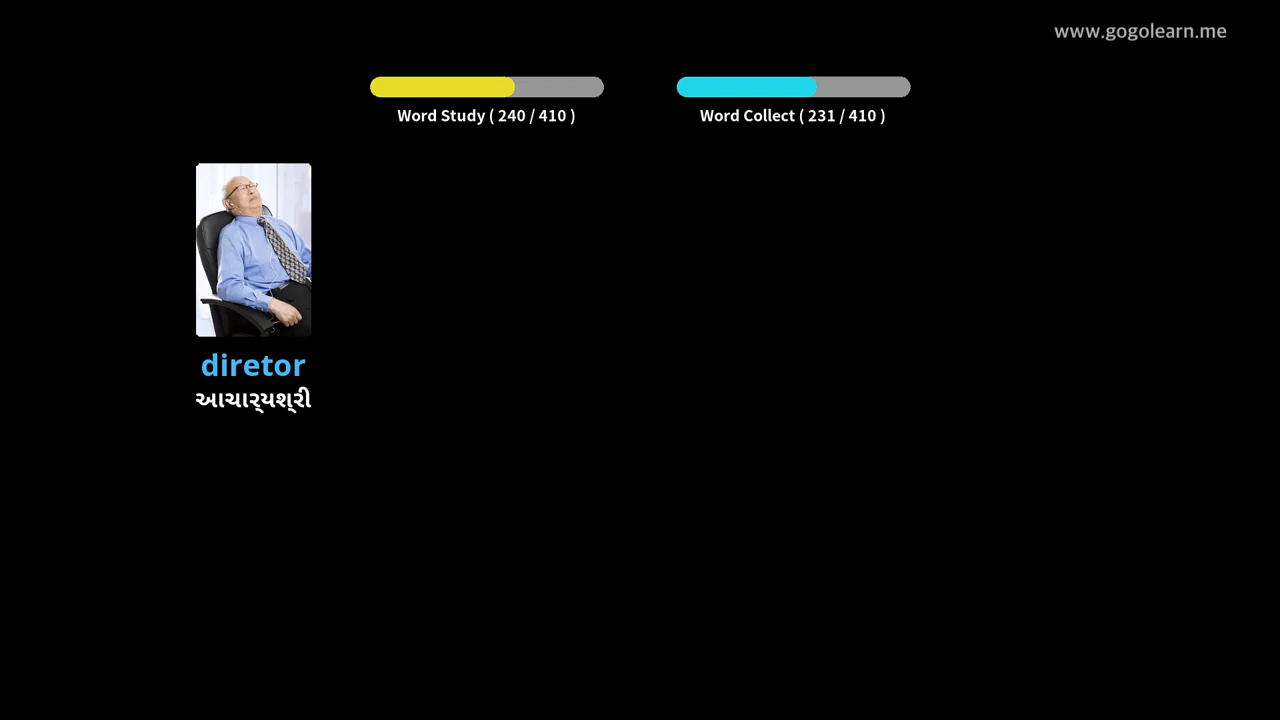 www.gogolearn.me
Word Study ( 240 / 410 )
Word Collect ( 231 / 410 )
diretor
આચાર્યશ્રી